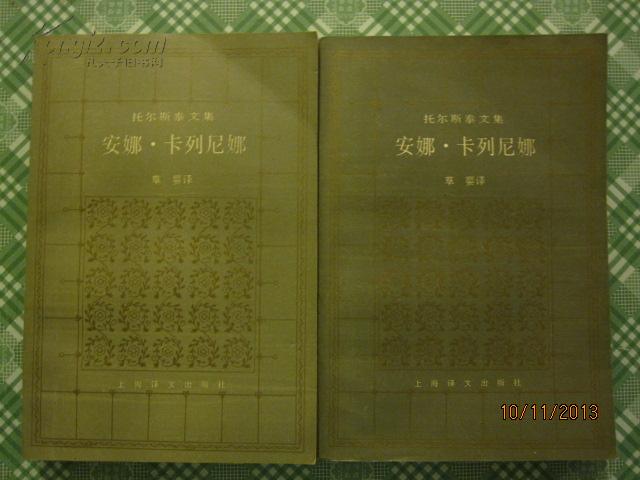 kongfz.com
孔夫子旧书网
托尔斯泰文集
安娜·卡列尼娜
草 婴译
上海译文出版社
托尔斯泰文集
安娜·卡列尼娜
草 婴译
上海译文出版社
10/11/2013